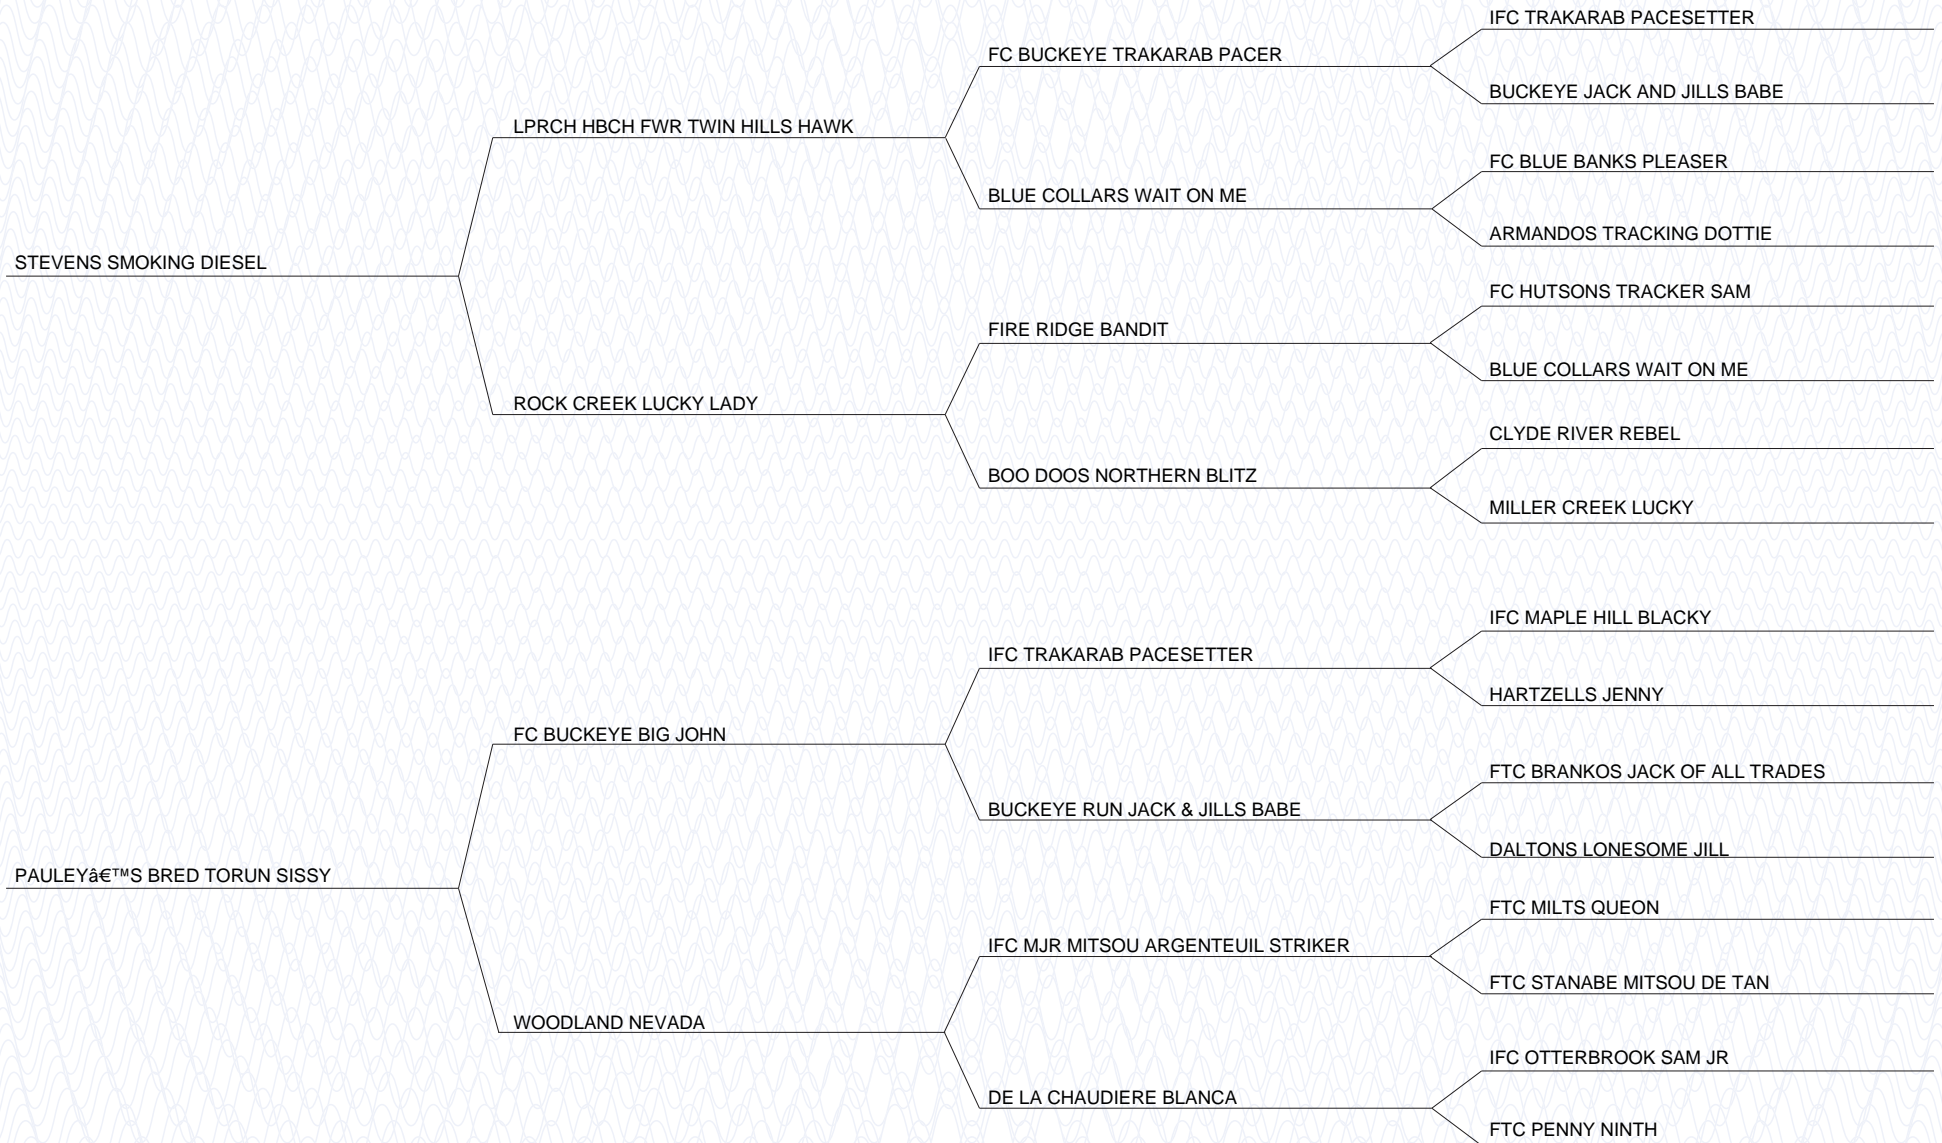 IFC TRAKARAB PACESETTER
FC BUCKEYE TRAKARAB PACER
BUCKEYE JACK AND JILLS BABE
LPRCH HBCH FWR TWIN HILLS HAWK
FC BLUE BANKS PLEASER
BLUE COLLARS WAIT ON ME
ARMANDOS TRACKING DOTTIE
STEVENS SMOKING DIESEL
FC HUTSONS TRACKER SAM
FIRE RIDGE BANDIT
BLUE COLLARS WAIT ON ME
ROCK CREEK LUCKY LADY
CLYDE RIVER REBEL
BOO DOOS NORTHERN BLITZ
MILLER CREEK LUCKY
IFC MAPLE HILL BLACKY
IFC TRAKARAB PACESETTER
HARTZELLS JENNY
FC BUCKEYE BIG JOHN
FTC BRANKOS JACK OF ALL TRADES
BUCKEYE RUN JACK & JILLS BABE
DALTONS LONESOME JILL
PAULEYâ€™S BRED TORUN SISSY
FTC MILTS QUEON
IFC MJR MITSOU ARGENTEUIL STRIKER
FTC STANABE MITSOU DE TAN
WOODLAND NEVADA
IFC OTTERBROOK SAM JR
DE LA CHAUDIERE BLANCA
FTC PENNY NINTH